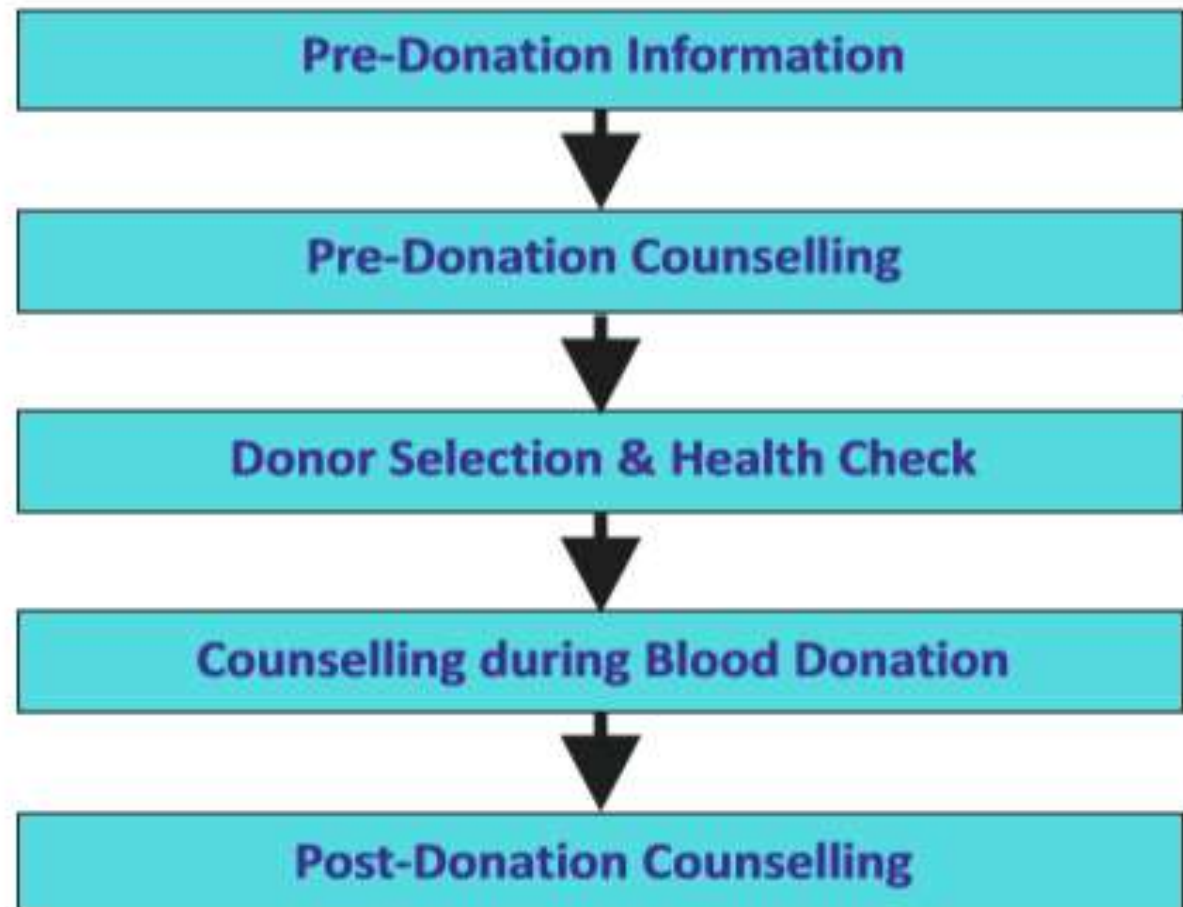 Pre-Donation Information
Pre-Donation Counselling
Donor Selection & Health Check
Counselling during Blood Donation
Post-Donation Counselling